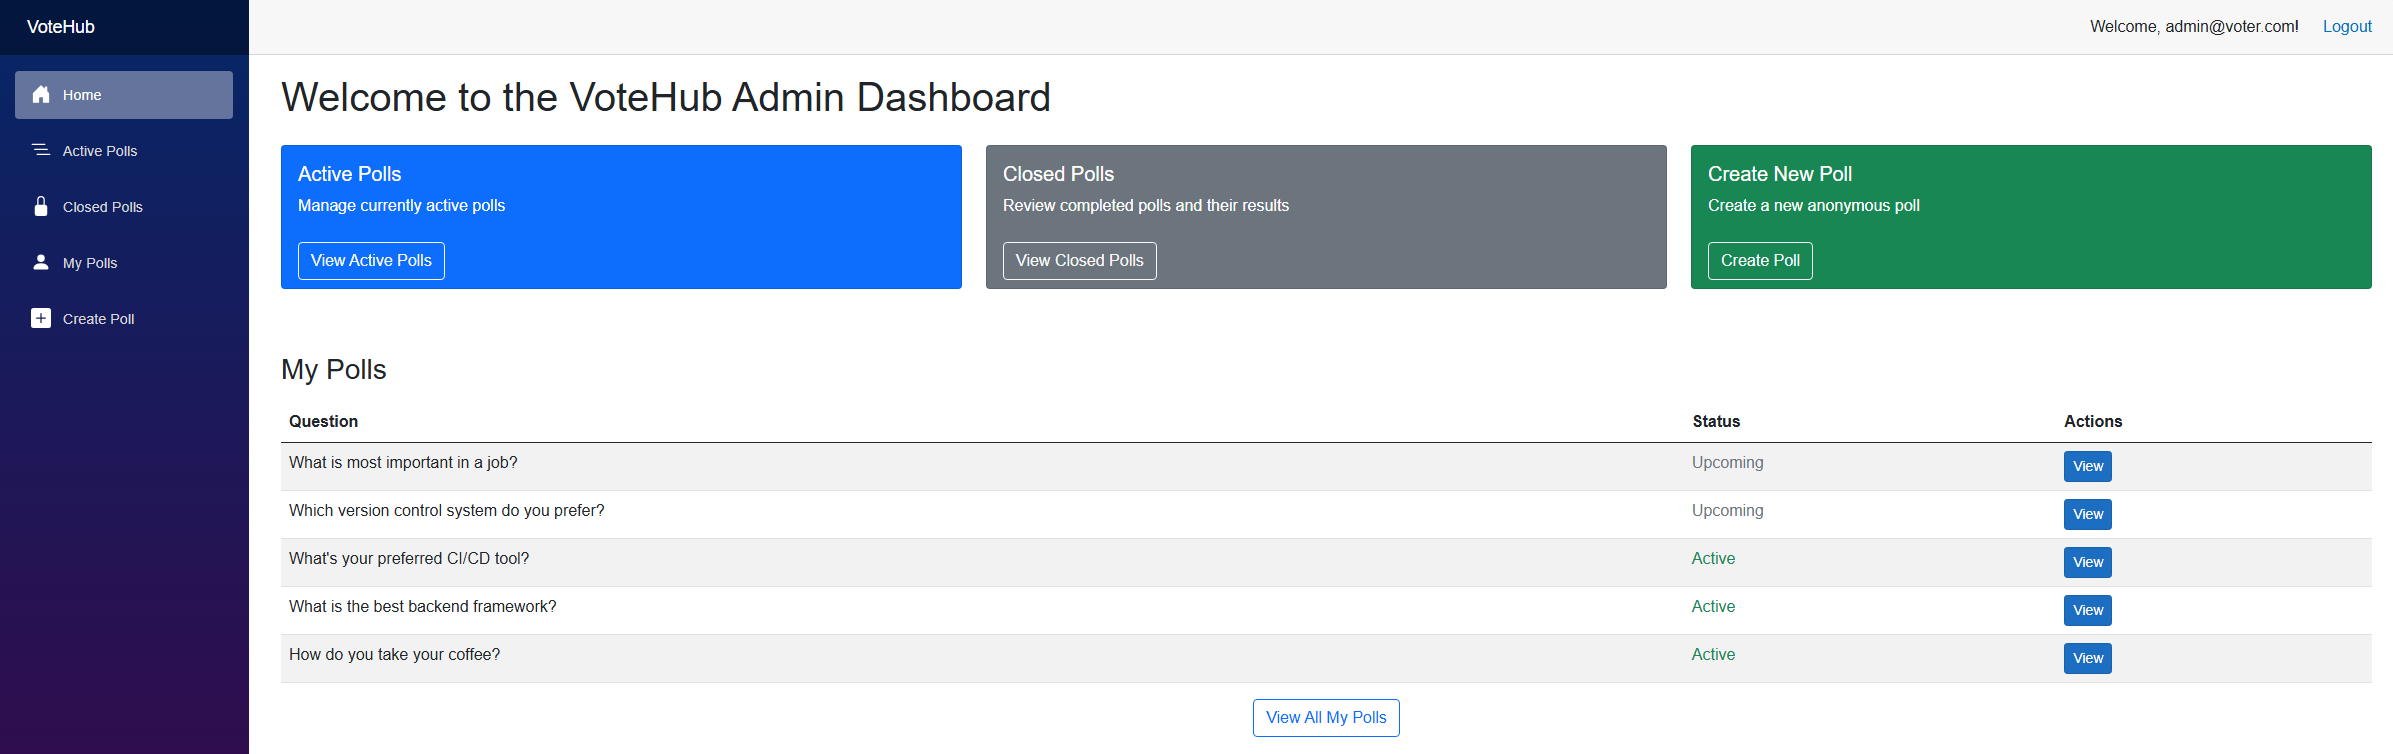 VoteHub
Welcome, admin@voter.com! Logout
Home
Active Polls
Closed Polls
My Polls
Create Poll
Welcome to the VoteHub Admin Dashboard
Active Polls
Manage currently active polls
View Active Polls
Closed Polls
Review completed polls and their results
View Closed Polls
Create New Poll
Create a new anonymous poll
Create Poll
My Polls
Question Status Actions
What is most important in a job? Upcoming View
Which version control system do you prefer? Upcoming View
What's your preferred CI/CD tool? Active View
What is the best backend framework? Active View
How do you take your coffee? Active View
View All My Polls